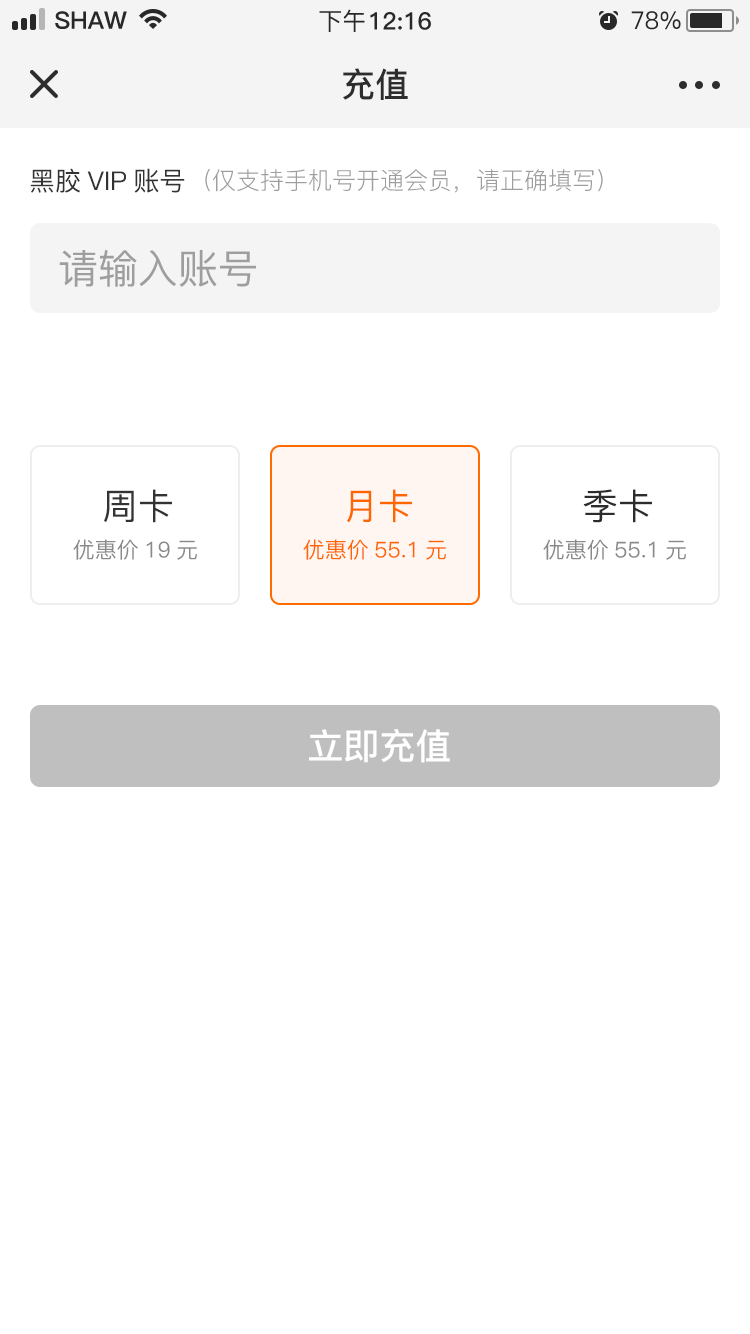 SHAW 下午12:16 78%
充值
黑胶 VIP 账号（仅支持手机号开通会员，请正确填写）
请输入账号
周卡 月卡 季卡
优惠价 19 元 优惠价 55.1 元 优惠价 55.1 元
立即充值